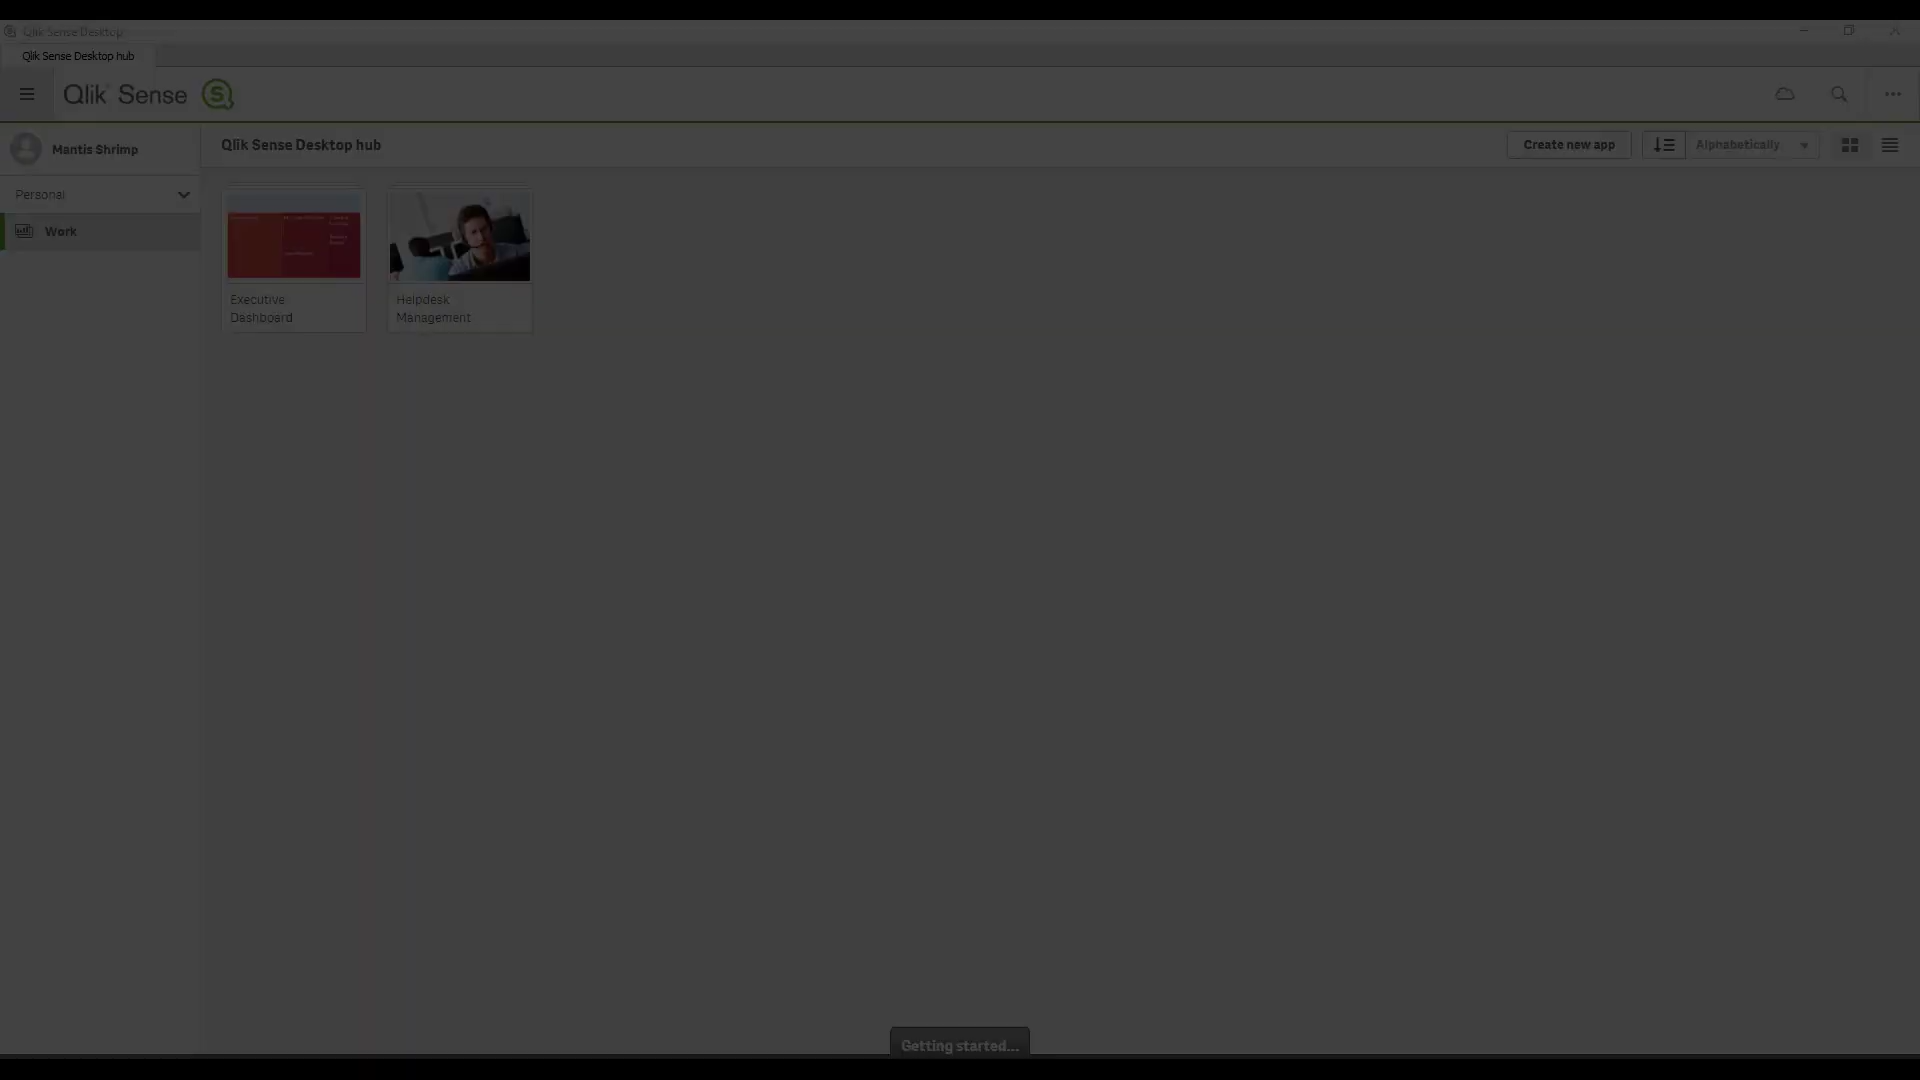 Qlik Sense Desktop
Qlik Sense Desktop hub
Qlik Sense
Mantis Shrimp
Qlik Sense Desktop hub
Create new app
Alphabetically
Personal
Work
Executive
Dashboard
Helpdesk
Management
Getting started...